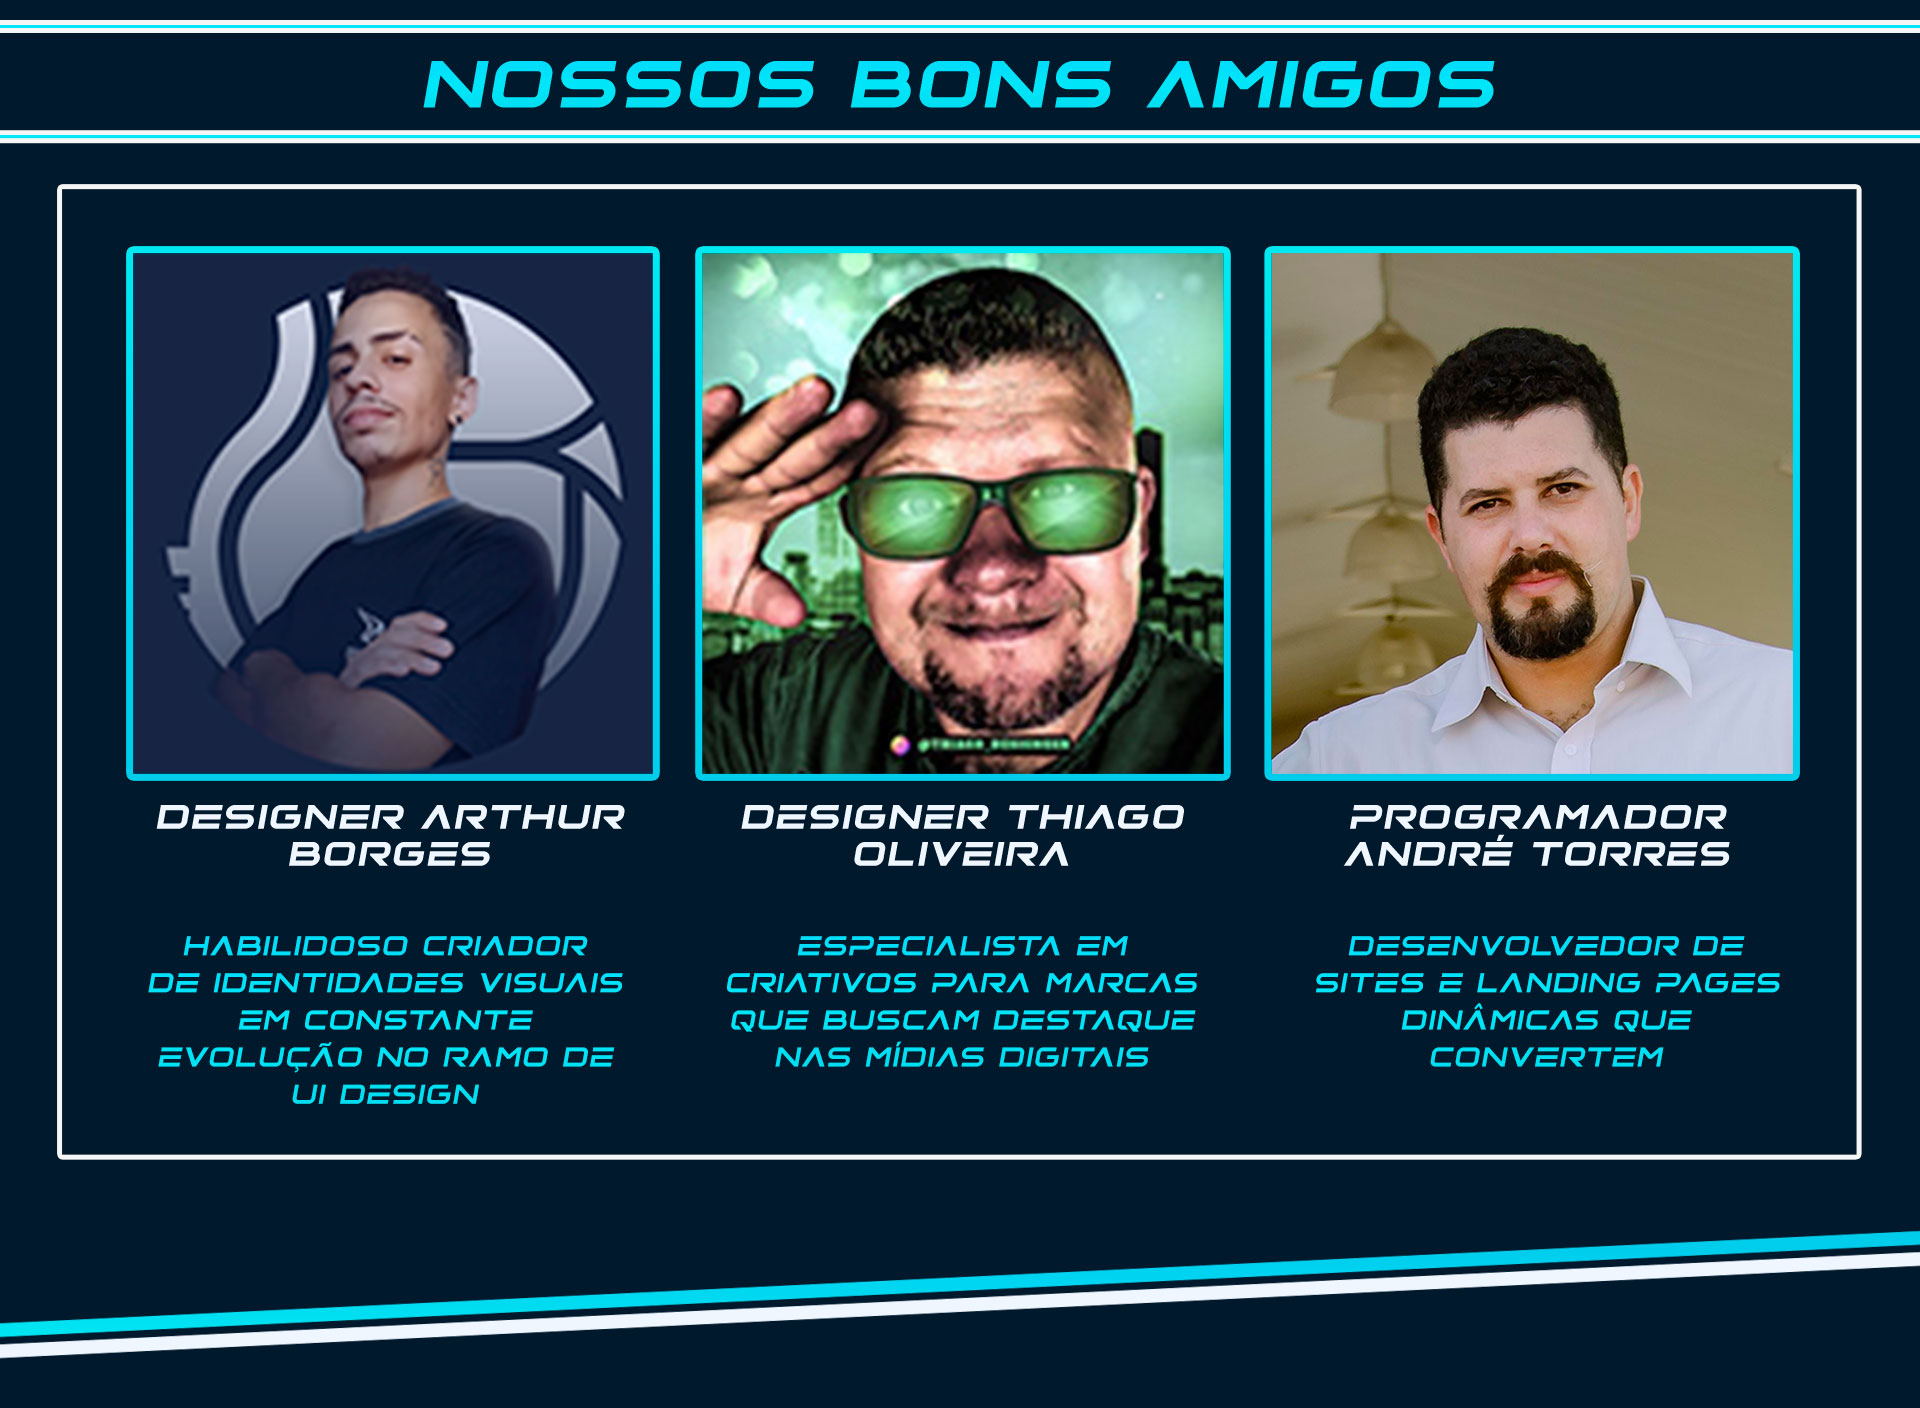 NOSSOS BONS AMIGOS
@THIAGO_DESIGNER
DESIGNER ARTHUR
BORGES
HABILIDOSO CRIADOR
DE IDENTIDADES VISUAIS
EM CONSTANTE
EVOLUÇÃO NO RAMO DE
UI DESIGN
DESIGNER THIAGO
OLIVEIRA
ESPECIALISTA EM
CRIATIVOS PARA MARCAS
QUE BUSCAM DESTAQUE
NAS MÍDIAS DIGITAIS
PROGRAMADOR
ANDRÉ TORRES
DESENVOLVEDOR DE
SITES E LANDING PAGES
DINÂMICAS QUE
CONVERTEM